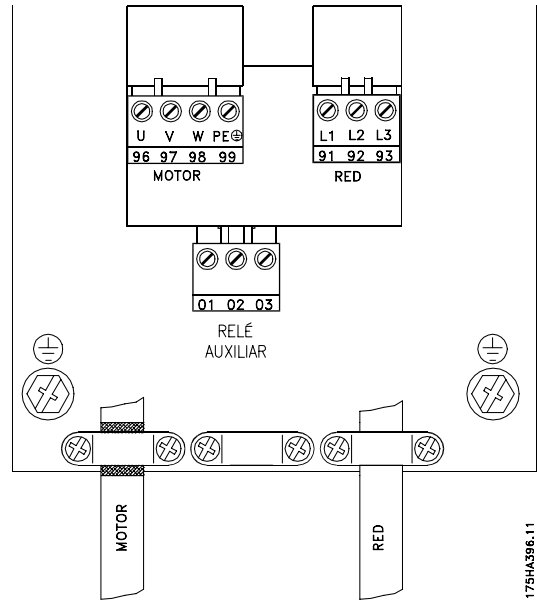 U V W PE
96 97 98 99
MOTOR
L1 L2 L3
91 92 93
RED
01 02 03
RELÉ
AUXILIAR
MOTOR
RED
175HA396.11